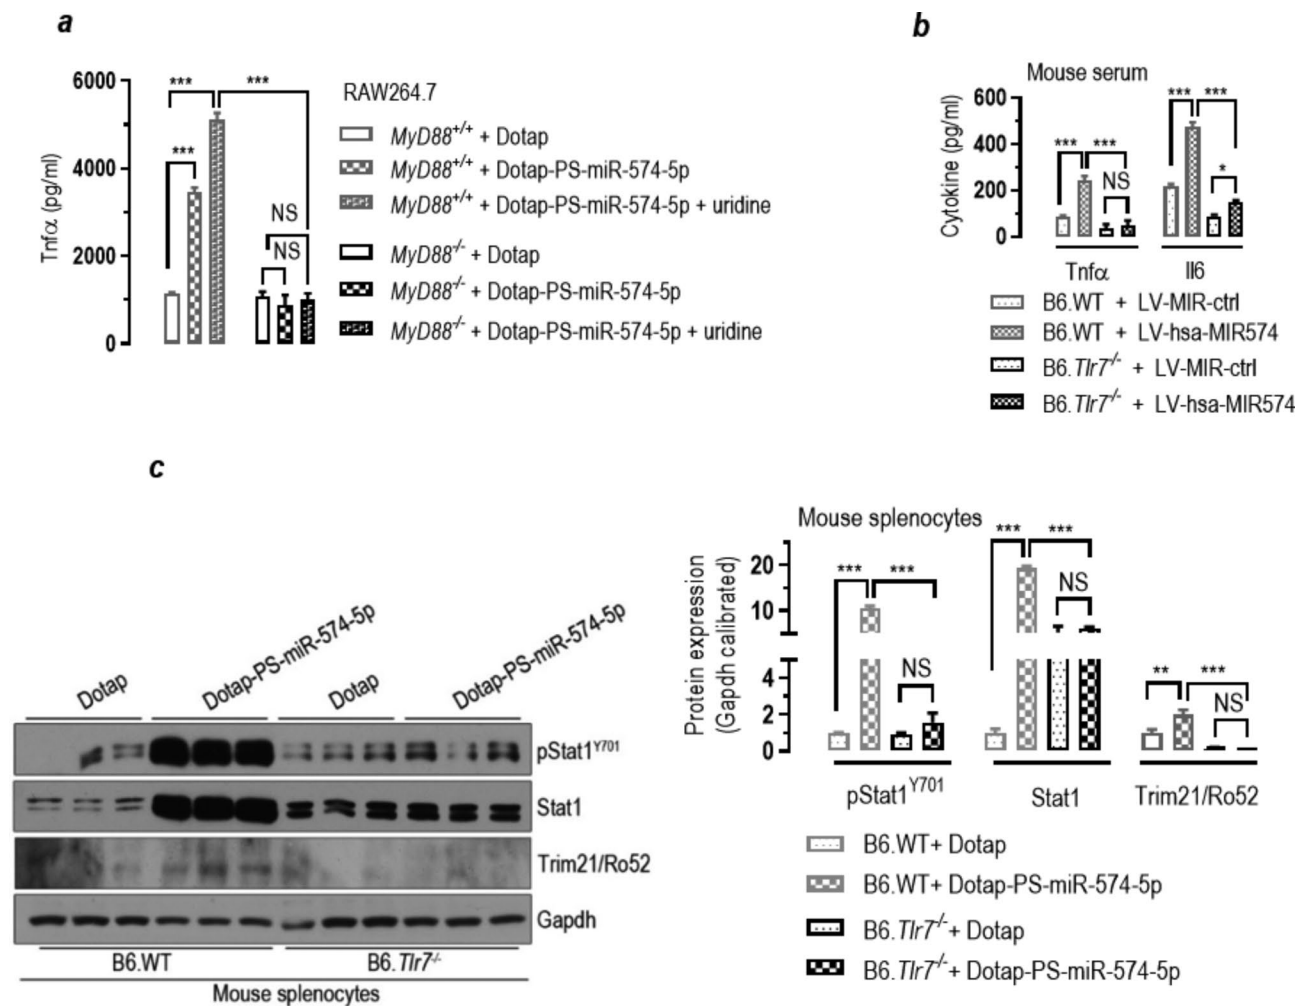 a
6000
4000
2000
0
Tnfα (pg/ml)
***
***
***
NS
NS
RAW264.7
MyD88+/+ + Dotap
MyD88+/+ + Dotap-PS-miR-574-5p
MyD88+/+ + Dotap-PS-miR-574-5p + uridine
MyD88-/- + Dotap
MyD88-/- + Dotap-PS-miR-574-5p
MyD88-/- + Dotap-PS-miR-574-5p + uridine
b
Mouse serum
600
400
200
0
Cytokine (pg/ml)
*** ***
*** ***
NS
*
Tnfα Il6
B6.WT + LV-MIR-ctrl
B6.WT + LV-hsa-MIR574
B6.Tlr7-/- + LV-MIR-ctrl
B6.Tlr7-/- + LV-hsa-MIR574
c
Dotap
Dotap-PS-miR-574-5p
Dotap
Dotap-PS-miR-574-5p
pStat1Y701
Stat1
Trim21/Ro52
Gapdh
B6.WT B6.Tlr7-/-
Mouse splenocytes
Mouse splenocytes
Protein expression
(Gapdh calibrated)
20
10
4
2
0
*** ***
NS
*** ***
NS
** ***
NS
pStat1Y701 Stat1 Trim21/Ro52
B6.WT+ Dotap
B6.WT+ Dotap-PS-miR-574-5p
B6.Tlr7-/-+ Dotap
B6.Tlr7-/-+ Dotap-PS-miR-574-5p